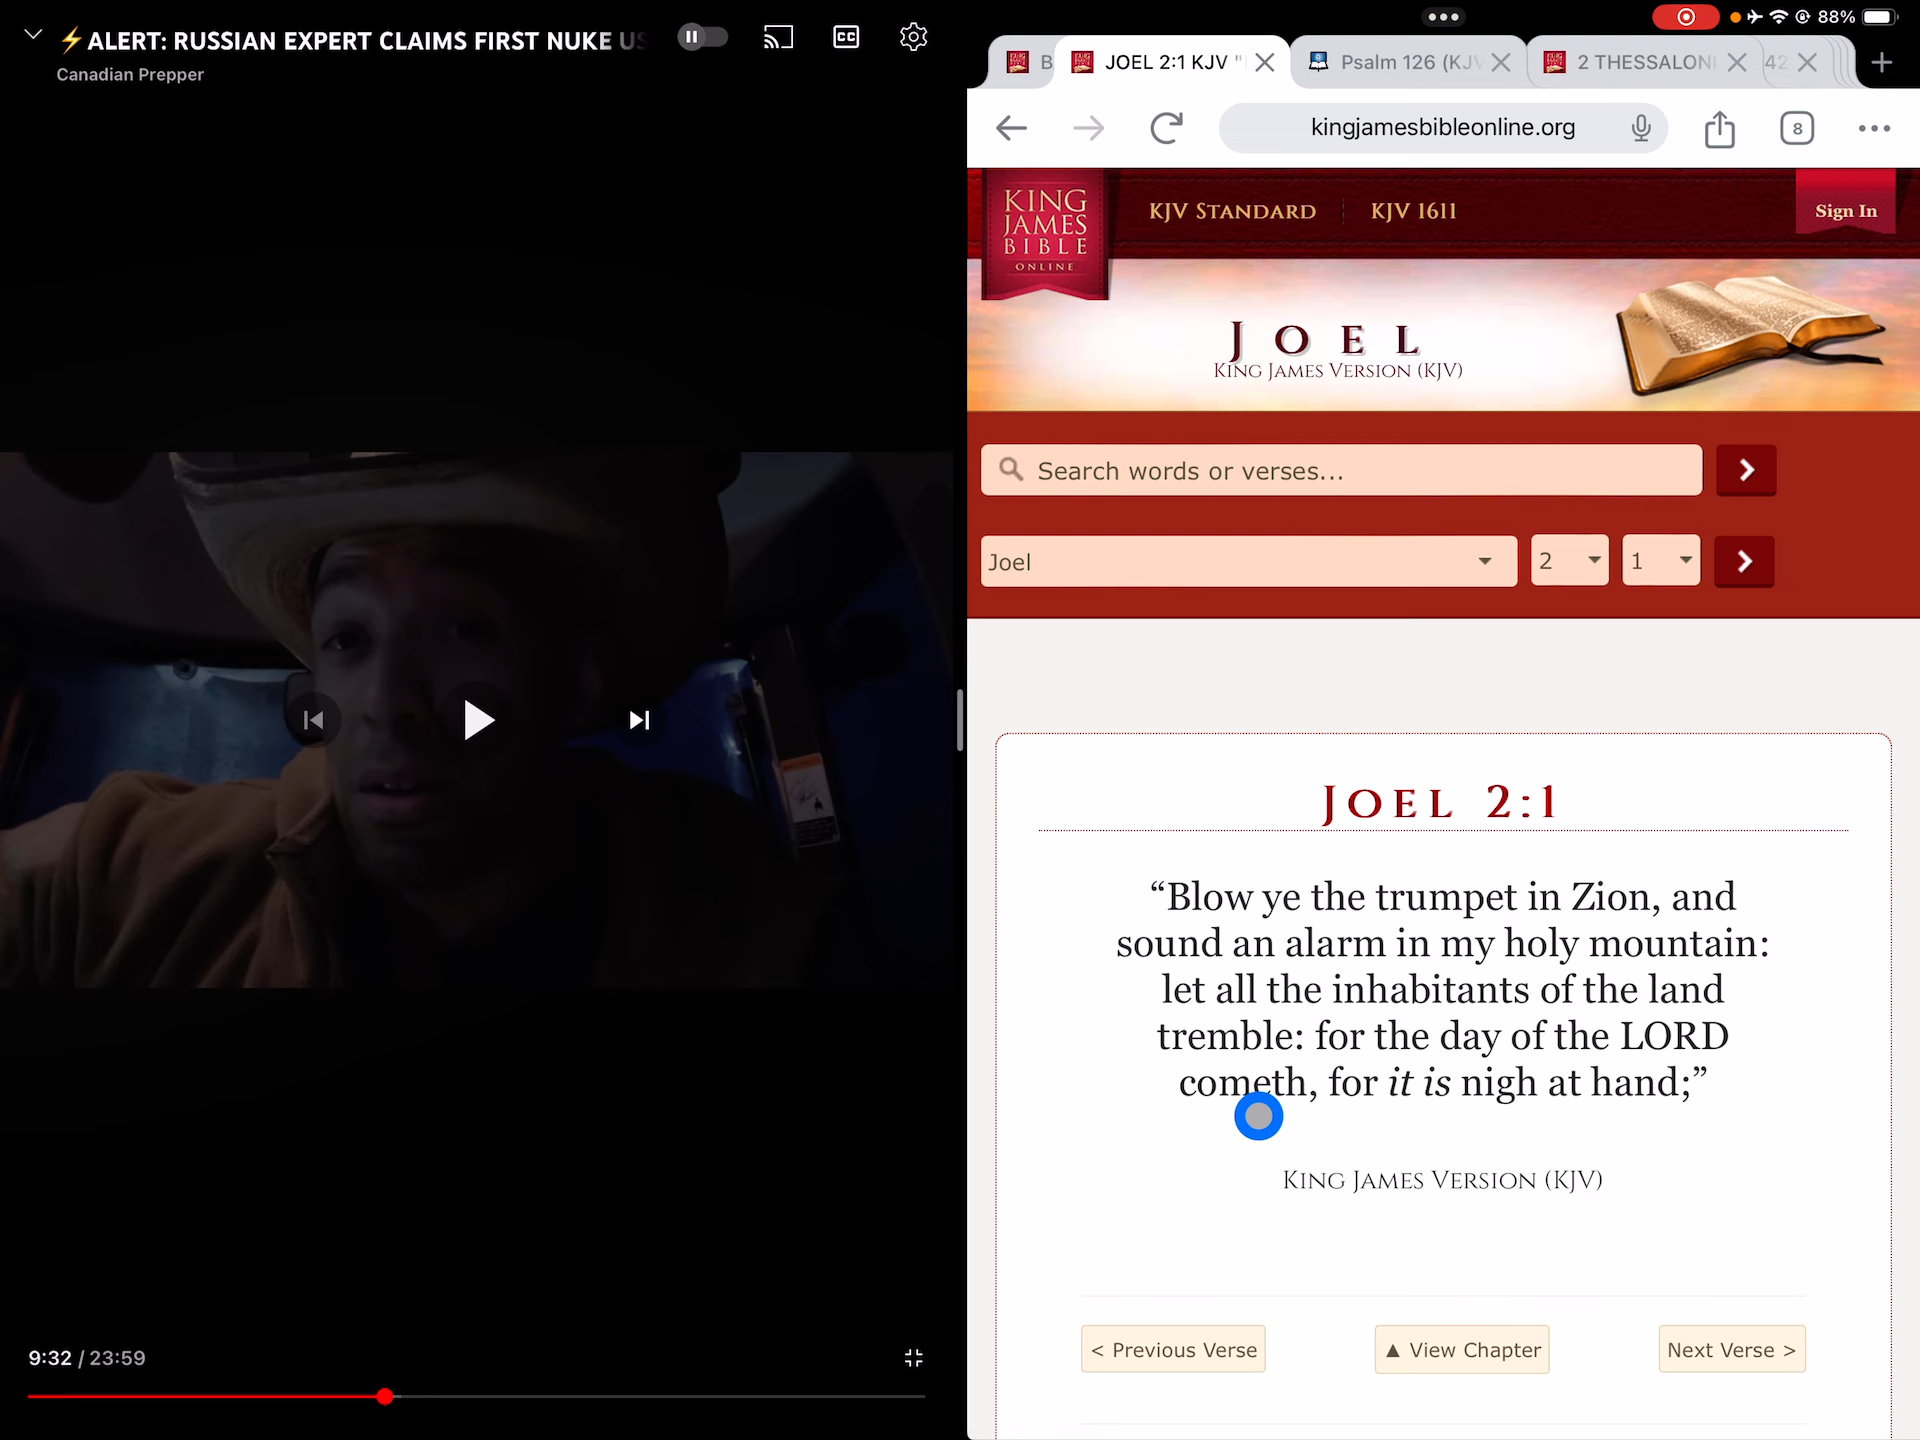 ⚡ALERT: RUSSIAN EXPERT CLAIMS FIRST NUKE US
Canadian Prepper
CC
9:32 / 23:59
88%
B
JOEL 2:1 KJV "
Psalm 126 (KJV
2 THESSALONI
42
kingjamesbibleonline.org
8
KING
JAMES
BIBLE
ONLINE
KJV STANDARD
KJV 1611
Sign In
JOEL
KING JAMES VERSION (KJV)
Search words or verses...
Joel
2
1
JOEL 2:1
“Blow ye the trumpet in Zion, and
sound an alarm in my holy mountain:
let all the inhabitants of the land
tremble: for the day of the LORD
cometh, for it is nigh at hand;”
KING JAMES VERSION (KJV)
< Previous Verse
▲ View Chapter
Next Verse >